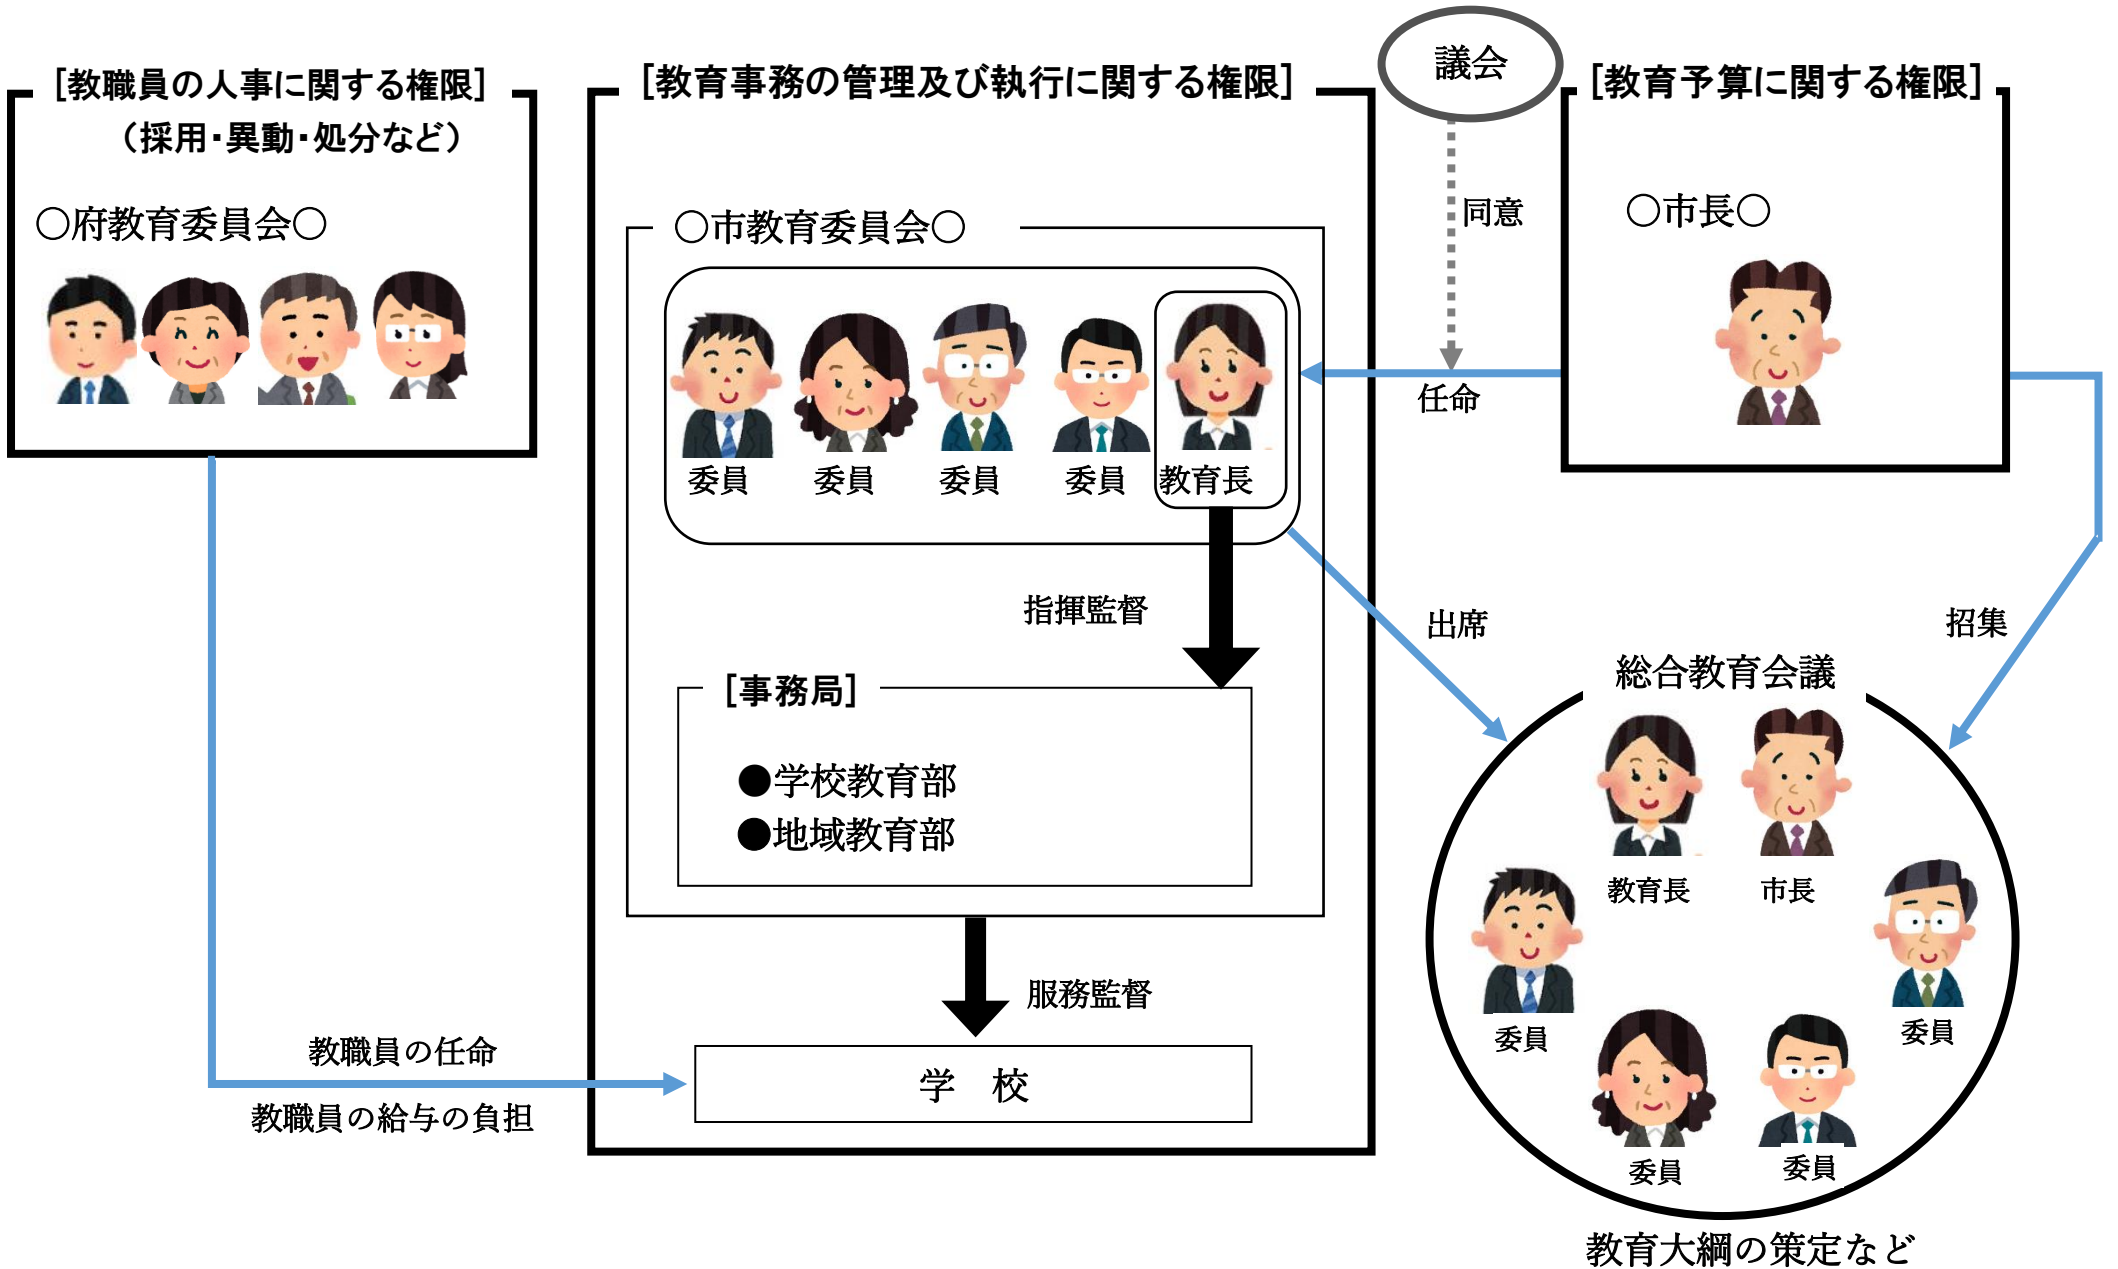 [教職員の人事に関する権限]
（採用・異動・処分など）
○府教育委員会○
[教育事務の管理及び執行に関する権限]
○市教育委員会○
委員
委員
委員
委員
教育長
指揮監督
[事務局]
●学校教育部
●地域教育部
服務監督
学　校
教職員の任命
教職員の給与の負担
議会
同意
任命
[教育予算に関する権限]
○市長○
出席
招集
総合教育会議
教育長
市長
委員
委員
委員
委員
教育大綱の策定など